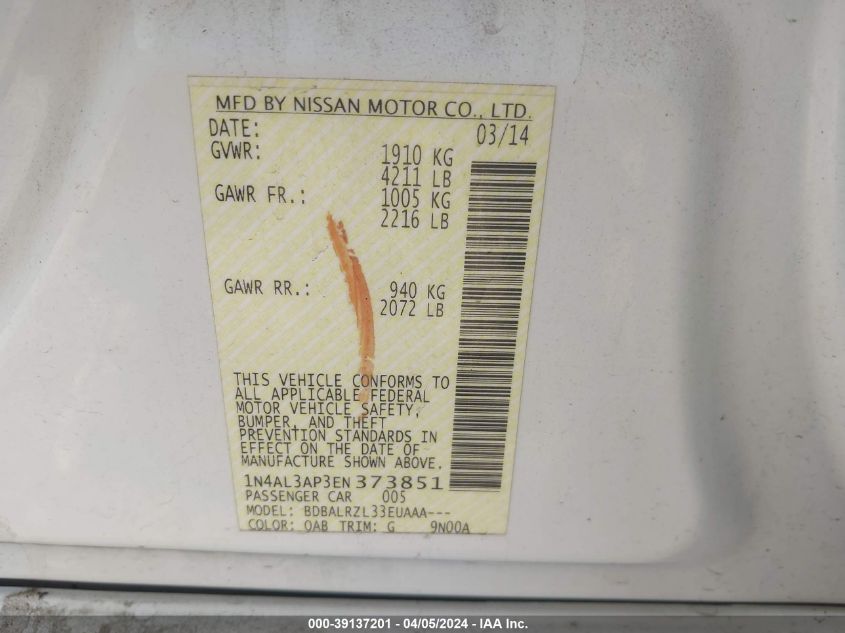 MFD BY NISSAN MOTOR CO., LTD.
DATE: 03/14
GVWR: 1910 KG
4211 LB
GAWR FR.: 1005 KG
2216 LB
GAWR RR.: 940 KG
2072 LB
THIS VEHICLE CONFORMS TO
ALL APPLICABLE FEDERAL
MOTOR VEHICLE SAFETY,
BUMPER, AND THEFT
PREVENTION STANDARDS IN
EFFECT ON THE DATE OF
MANUFACTURE SHOWN ABOVE.
1N4AL3AP3EN373851
PASSENGER CAR 005
MODEL: BDBALRZL33EUAAA---
COLOR: QAB TRIM: G 9N00A
000-39137201 - 04/05/2024 - IAA Inc.